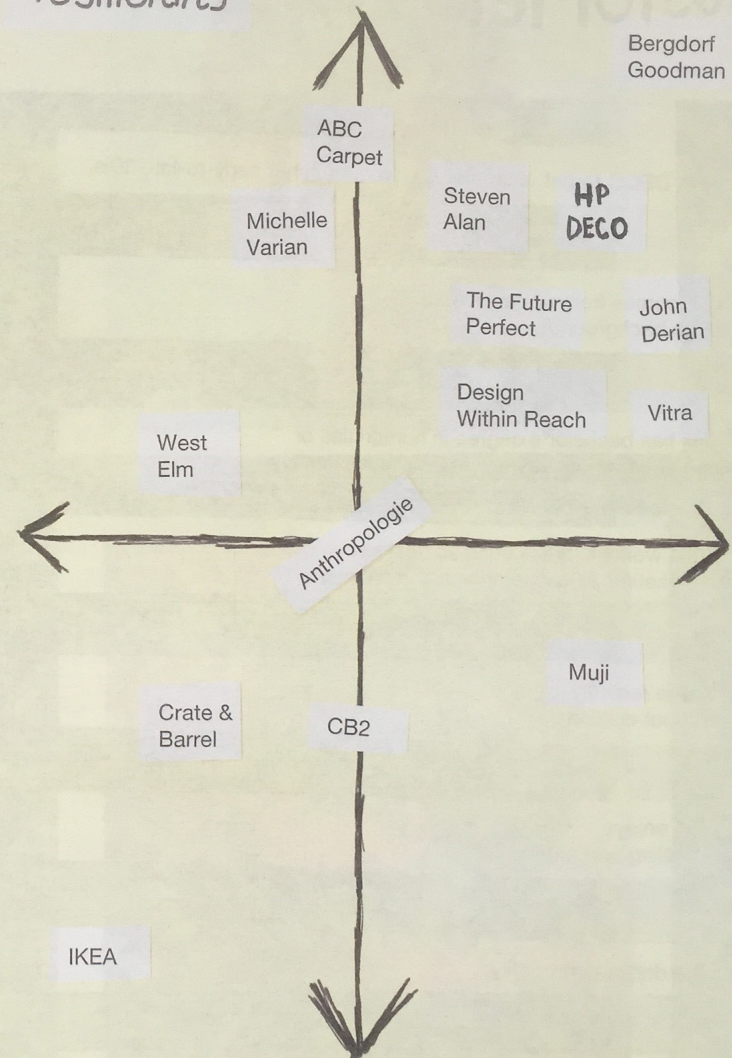 Bergdorf
Goodman
ABC
Carpet
Steven
Alan
HP
DECO
Michelle
Varian
The Future
Perfect
John
Derian
Design
Within Reach
Vitra
West
Elm
Anthropologie
Muji
Crate &
Barrel
CB2
IKEA